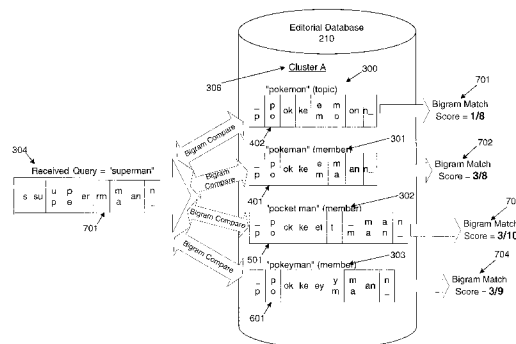 Editorial Database
210
306
Cluster A
300
"pokemon" (topic)
701
_p po ok ke em mo on n_
Bigram Match
Score = 1/8
402
Bigram Compare
301
"pokeman" (member)
702
_p po ok ke em ma an n_
Bigram Match
Score = 3/8
401
304
Received Query = "superman"
s su up pe er rm ma an n_
701
Bigram Compare
302
"pocket man" (member)
Bigram Compare
_p po ok ke et t _m ma an n_
Bigram Match
Score = 3/10
501
Bigram Compare
303
"pokeyman" (member)
704
_p po ok ke ey ym ma an n_
Bigram Match
Score = 3/9
601